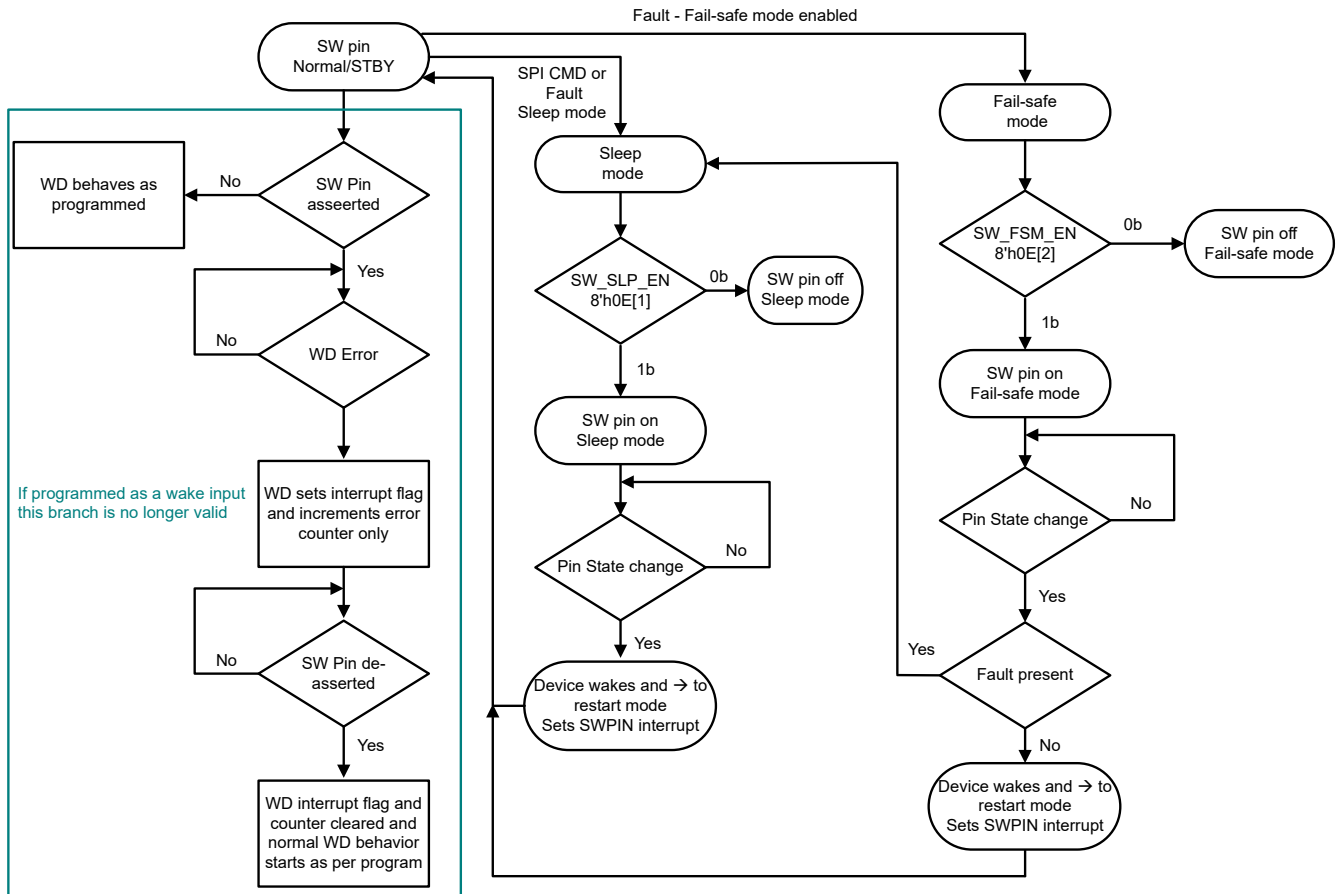 Fault - Fail-safe mode enabled
SW pin
Normal/STBY
SPI CMD or
Fault
Sleep mode
Fail-safe
mode
SW Pin
asseerted
No
WD behaves as
programmed
Yes
WD Error
No
If programmed as a wake input
this branch is no longer valid
WD sets interrupt flag
and increments error
counter only
SW Pin de-
asserted
No
Yes
WD interrupt flag and
counter cleared and
normal WD behavior
starts as per program
Sleep
mode
SW_SLP_EN
8'h0E[1]
0b
SW pin off
Sleep mode
1b
SW pin on
Sleep mode
Pin State change
No
Yes
Device wakes and → to
restart mode
Sets SWPIN interrupt
SW_FSM_EN
8'h0E[2]
0b
SW pin off
Fail-safe mode
1b
SW pin on
Fail-safe mode
Pin State change
No
Yes
Fault present
Yes
No
Device wakes and → to
restart mode
Sets SWPIN interrupt